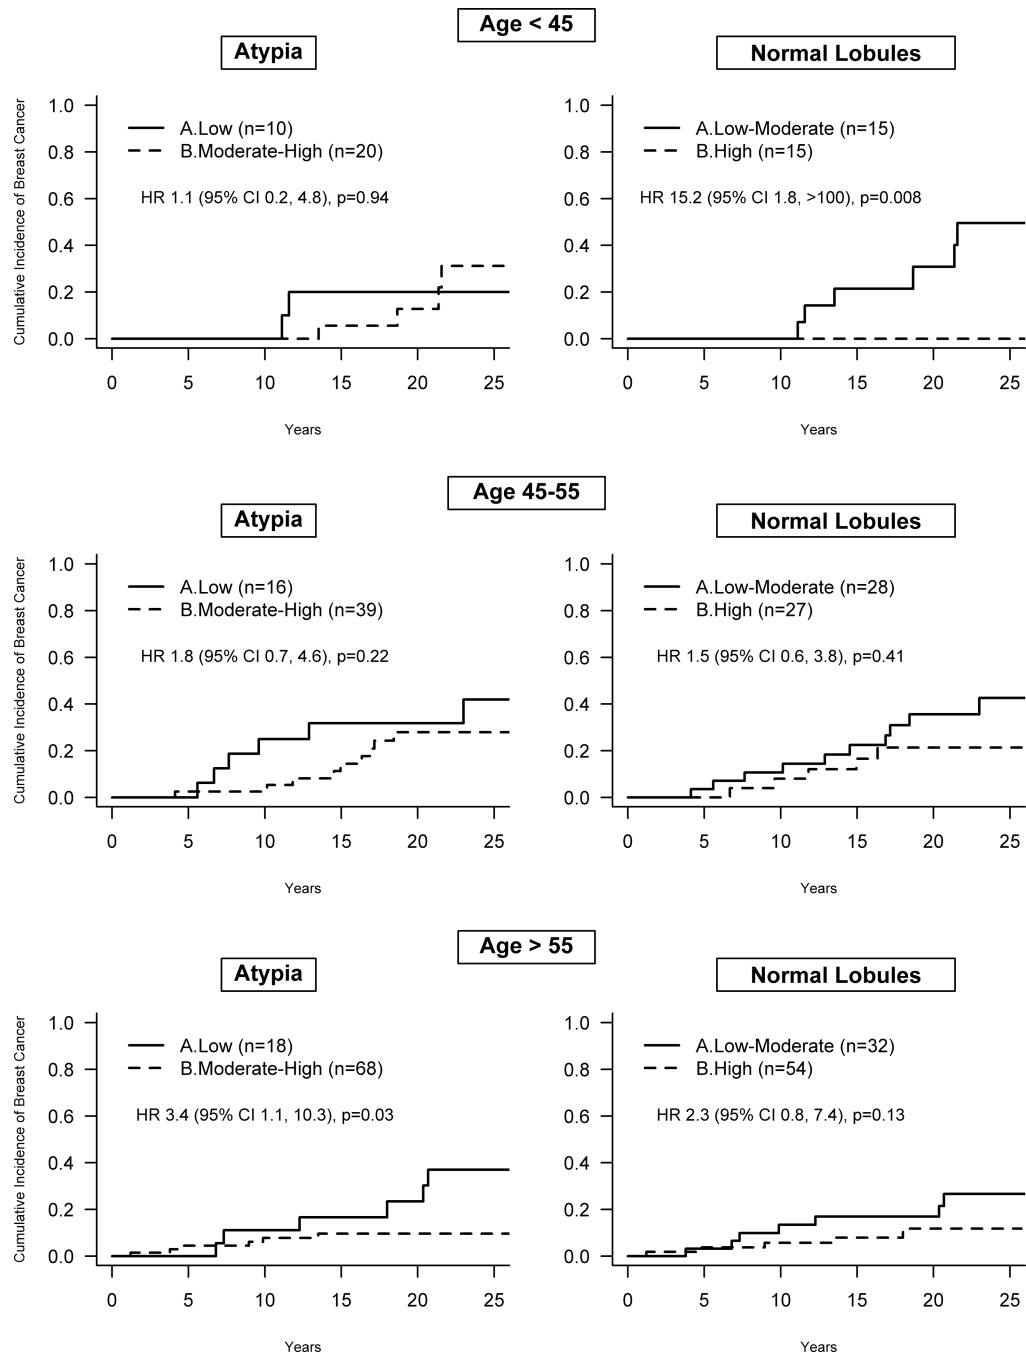 Age < 45
Atypia
Normal Lobules
Cumulative Incidence of Breast Cancer
1.0
0.8
0.6
0.4
0.2
0.0
A.Low (n=10)
B.Moderate-High (n=20)
HR 1.1 (95% CI 0.2, 4.8), p=0.94
0 5 10 15 20 25
Years
1.0
0.8
0.6
0.4
0.2
0.0
A.Low-Moderate (n=15)
B.High (n=15)
HR 15.2 (95% CI 1.8, >100), p=0.008
0 5 10 15 20 25
Years
Age 45-55
Atypia
Normal Lobules
Cumulative Incidence of Breast Cancer
1.0
0.8
0.6
0.4
0.2
0.0
A.Low (n=16)
B.Moderate-High (n=39)
HR 1.8 (95% CI 0.7, 4.6), p=0.22
0 5 10 15 20 25
Years
1.0
0.8
0.6
0.4
0.2
0.0
A.Low-Moderate (n=28)
B.High (n=27)
HR 1.5 (95% CI 0.6, 3.8), p=0.41
0 5 10 15 20 25
Years
Age > 55
Atypia
Normal Lobules
Cumulative Incidence of Breast Cancer
1.0
0.8
0.6
0.4
0.2
0.0
A.Low (n=18)
B.Moderate-High (n=68)
HR 3.4 (95% CI 1.1, 10.3), p=0.03
0 5 10 15 20 25
Years
1.0
0.8
0.6
0.4
0.2
0.0
A.Low-Moderate (n=32)
B.High (n=54)
HR 2.3 (95% CI 0.8, 7.4), p=0.13
0 5 10 15 20 25
Years